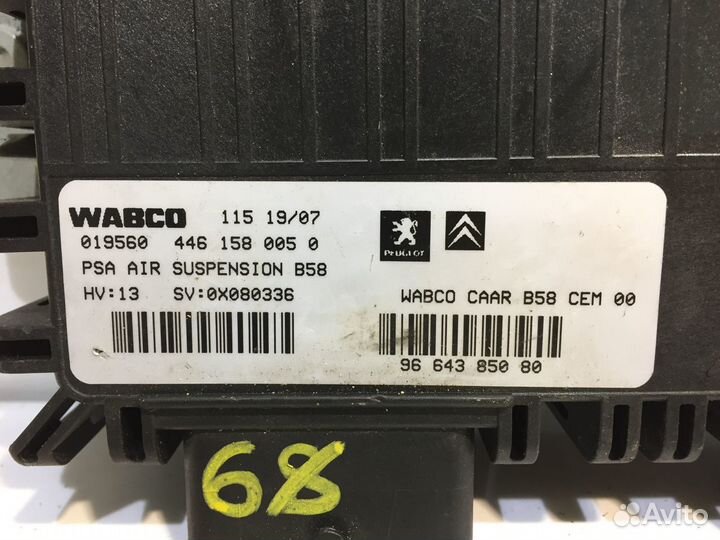 WABCO 115 19/07
019560 446 158 005 0
PSA AIR SUSPENSION B58
HV:13 SV:0X080336
PEUGEOT
WABCO CAAR B58 CEM 00
96 643 850 80
68
Avito